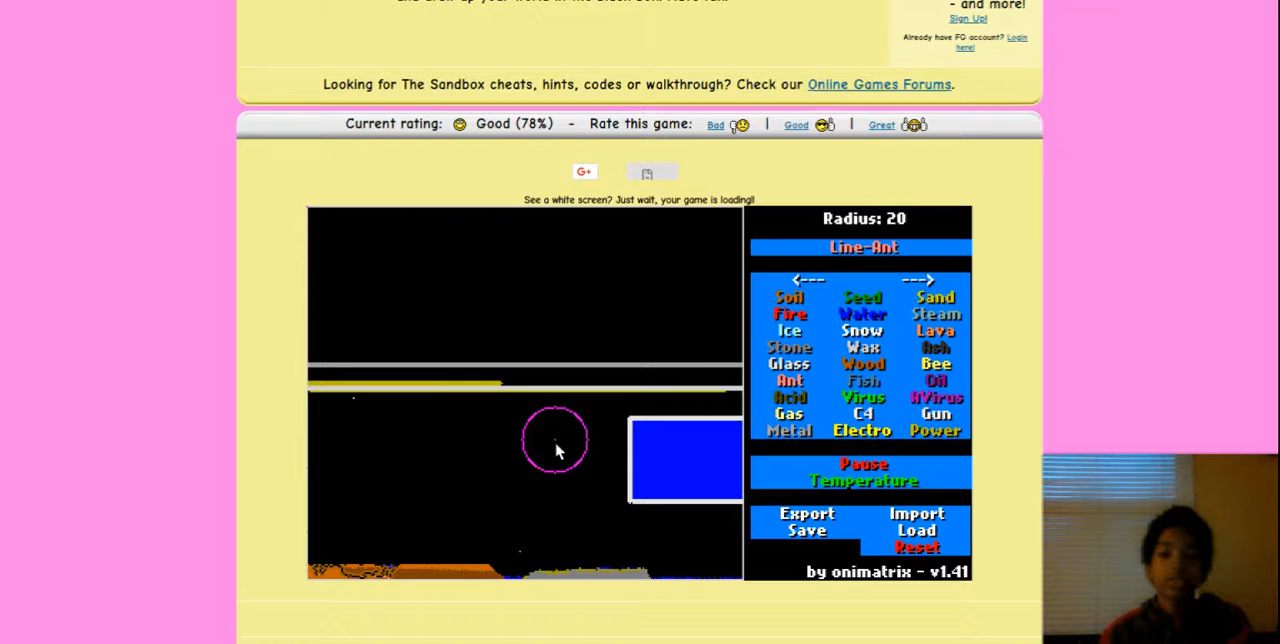 - and more!
Sign Up!
Already have FG account? Login
here!
Looking for The Sandbox cheats, hints, codes or walkthrough? Check our Online Games Forums.
Current rating: Good (78%) - Rate this game: Bad | Good | Great
G+
See a white screen? Just wait, your game is loading!!
Radius: 20
Line-Ant
<--- --->
Soil Seed Sand
Fire Water Steam
Ice Snow Lava
Stone Wax Ash
Glass Wood Bee
Ant Fish Oil
Acid Virus AVirus
Gas C4 Gun
Metal Electro Power
Pause
Temperature
Export Import
Save Load
Reset
by onimatrix - v1.41